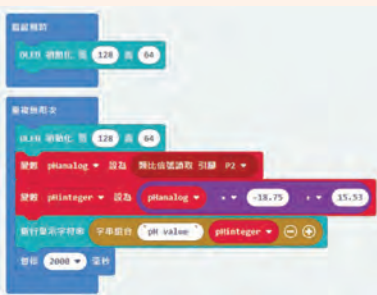 當啟動時
OLED 初始化 寬 128 高 64
重複無限次
OLED 初始化 寬 128 高 64
變數 pHanalog 設為 類比信號讀取 引腳 P2
變數 pHinteger 設為 pHanalog -18.75 15.53
換行顯示字符串 字串組合 "pH value" pHinteger
暫停 2000 毫秒